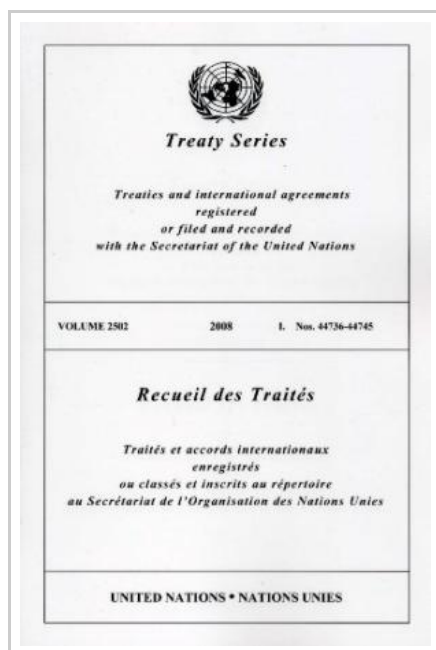 Treaty Series
Treaties and international agreements
registered
or filed and recorded
with the Secretariat of the United Nations
VOLUME 2502 2008 I. Nos. 44736-44745
Recueil des Traités
Traités et accords internationaux
enregistrés
ou classés et inscrits au répertoire
au Secrétariat de l'Organisation des Nations Unies
UNITED NATIONS • NATIONS UNIES